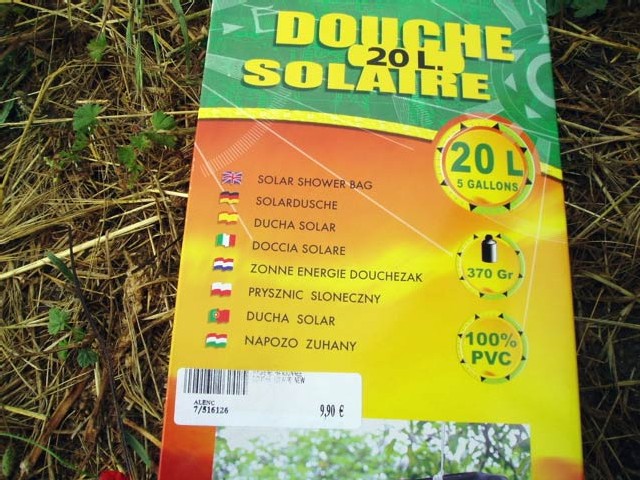 DOUCHE
20 L.
SOLAIRE
20 L
5 GALLONS
SOLAR SHOWER BAG
SOLARDUSCHE
DUCHA SOLAR
DOCCIA SOLARE
ZONNE ENERGIE DOUCHEZAK
PRYSZNIC SLONECZNY
DUCHA SOLAR
NAPOZO ZUHANY
370 Gr
100%
PVC
ALENC
7/516126
9,90 €